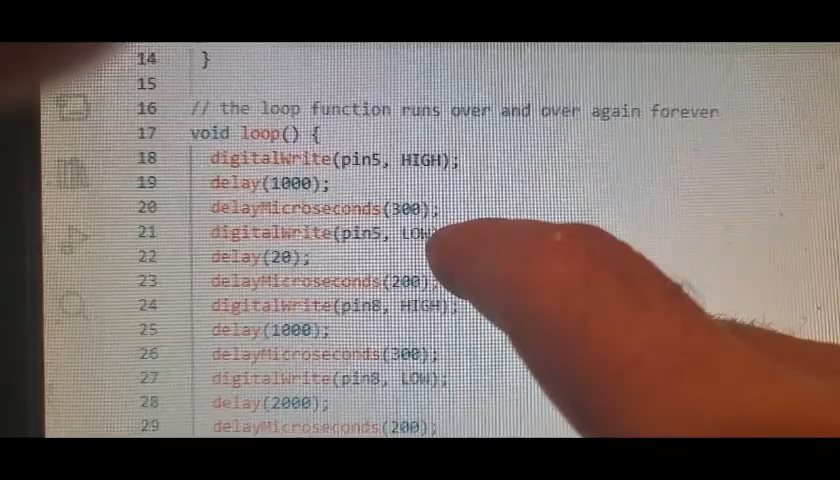 14 }
15
16 // the loop function runs over and over again forever
17 void loop() {
18 digitalWrite(pin5, HIGH);
19 delay(1000);
20 delayMicroseconds(300);
21 digitalWrite(pin5, LOW
22 delay(20);
23 delayMicroseconds(200);
24 digitalWrite(pin8, HIGH);
25 delay(1000);
26 delayMicroseconds(300);
27 digitalWrite(pin8, LOW);
28 delay(2000);
29 delayMicroseconds(200);